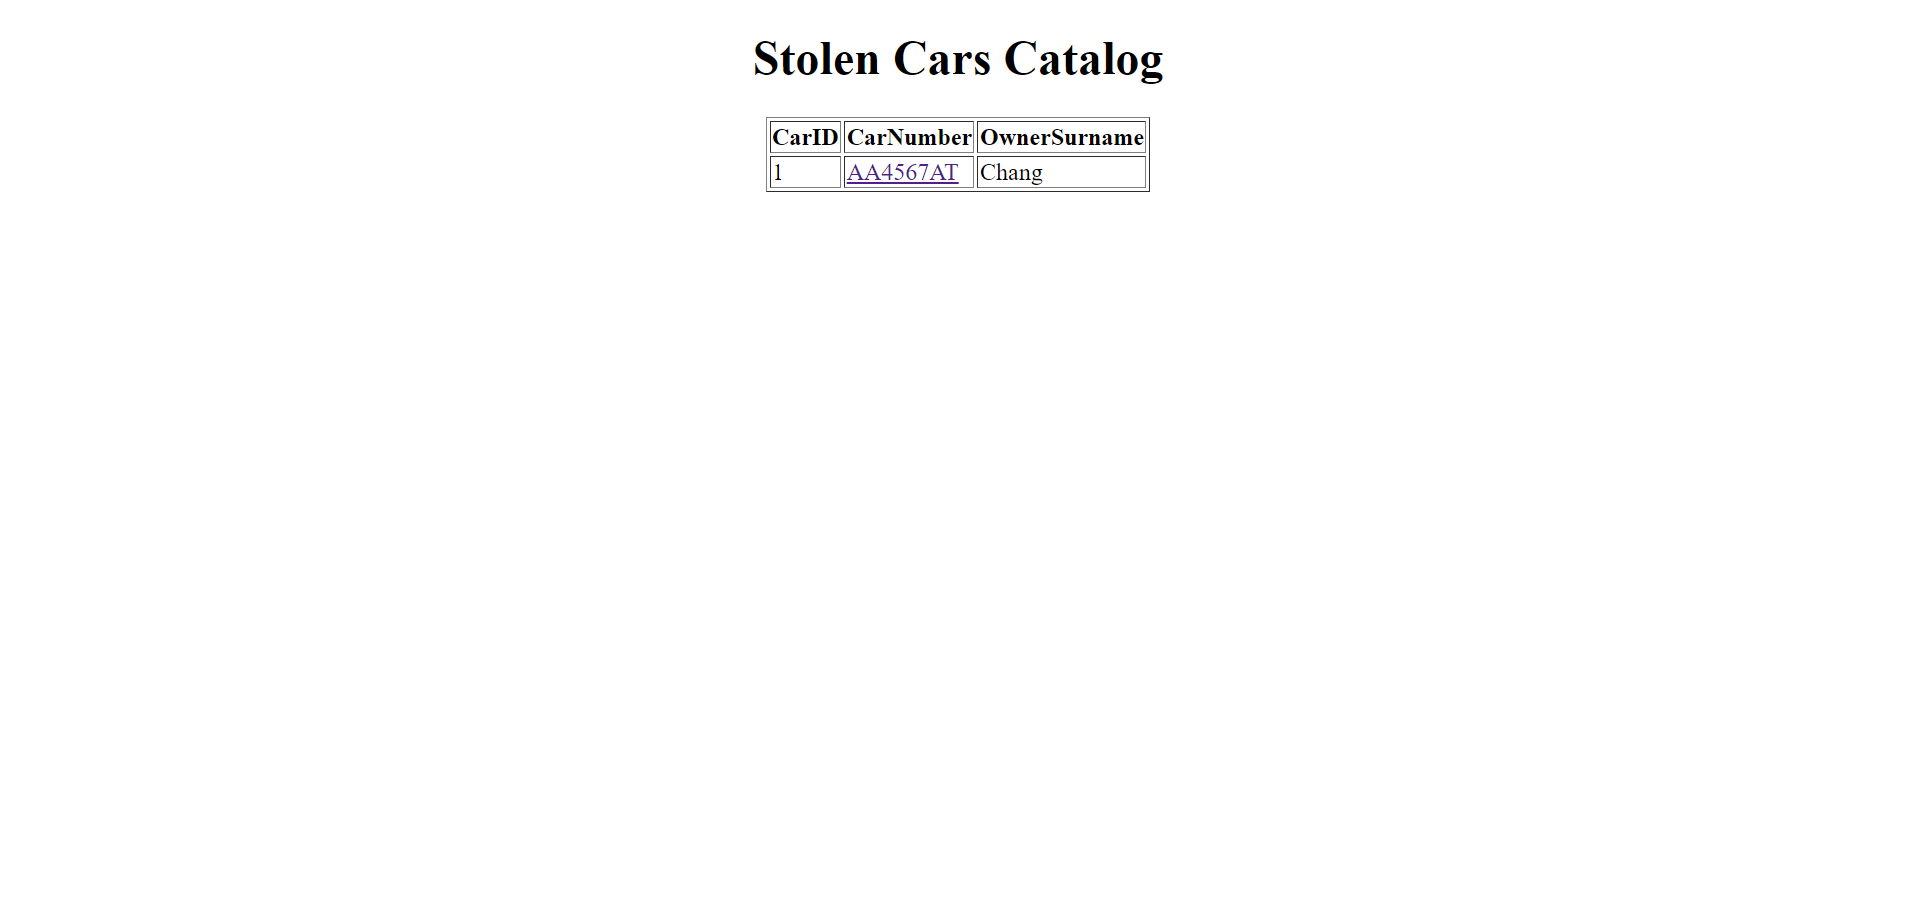 Stolen Cars Catalog
CarID CarNumber OwnerSurname
1 AA4567AT Chang